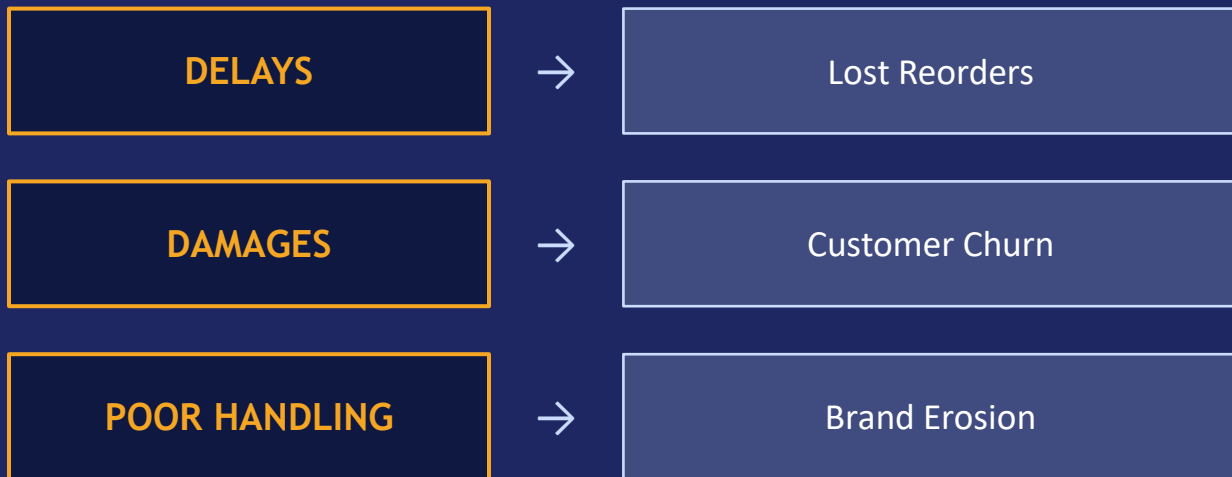 DELAYS → Lost Reorders
DAMAGES → Customer Churn
POOR HANDLING → Brand Erosion